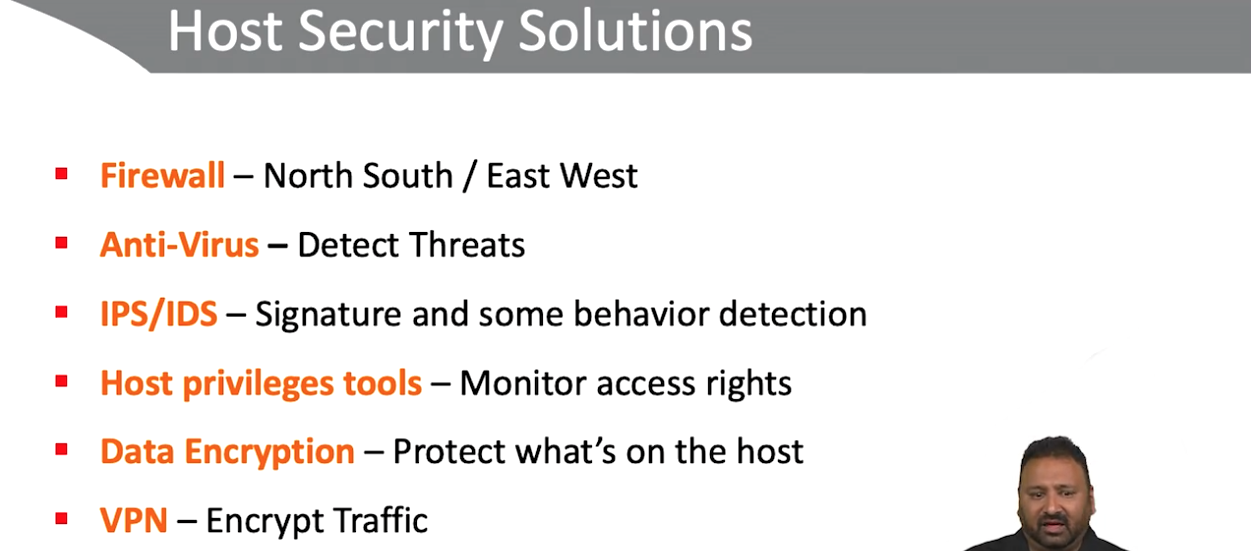 Host Security Solutions
Firewall – North South / East West
Anti-Virus – Detect Threats
IPS/IDS – Signature and some behavior detection
Host privileges tools – Monitor access rights
Data Encryption – Protect what's on the host
VPN – Encrypt Traffic